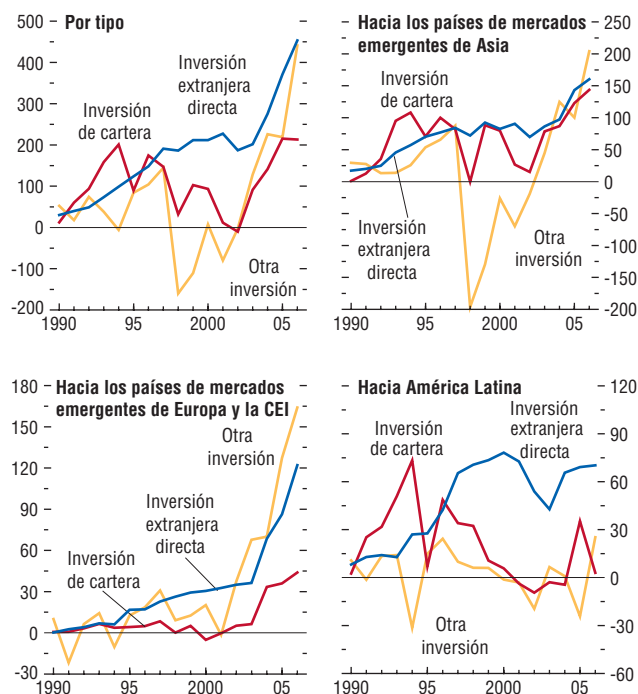 Por tipo
500
400
300
200
100
0
-100
-200
Inversión
de cartera
Inversión
extranjera
directa
Otra
inversión
1990
95
2000
05
Hacia los países de mercados
emergentes de Asia
250
200
150
100
50
0
-50
-100
-150
-200
Inversión
de cartera
Inversión
extranjera
directa
Otra
inversión
1990
95
2000
05
Hacia los países de mercados
emergentes de Europa y la CEI
180
150
120
90
60
30
0
-30
Otra
inversión
Inversión
extranjera
directa
Inversión
de cartera
1990
95
2000
05
Hacia América Latina
120
90
60
30
0
-30
-60
Inversión
de cartera
Inversión
extranjera
directa
Otra
inversión
1990
95
2000
05